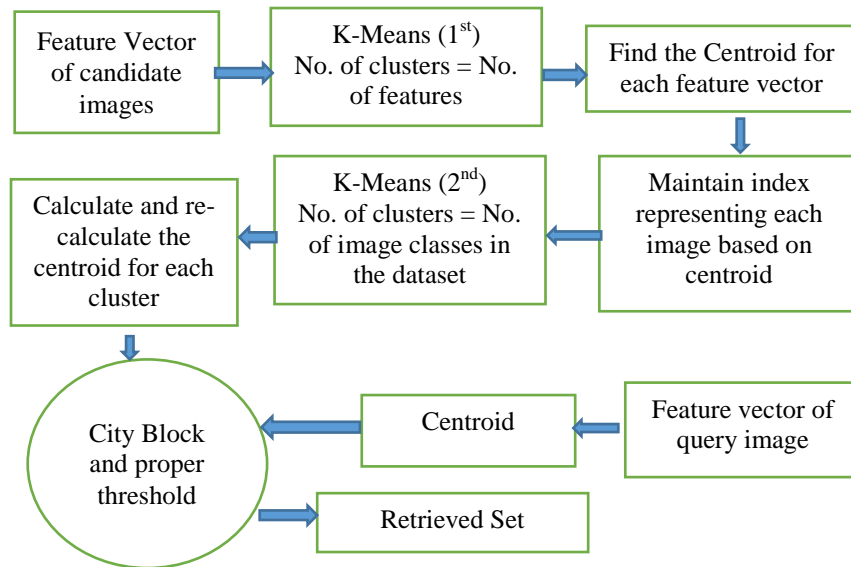 Feature Vector
of candidate
images
K-Means (1st)
No. of clusters = No.
of features
Find the Centroid for
each feature vector
Maintain index
representing each
image based on
centroid
K-Means (2nd)
No. of clusters = No.
of image classes in
the dataset
Calculate and re-
calculate the
centroid for each
cluster
City Block
and proper
threshold
Centroid
Feature vector of
query image
Retrieved Set